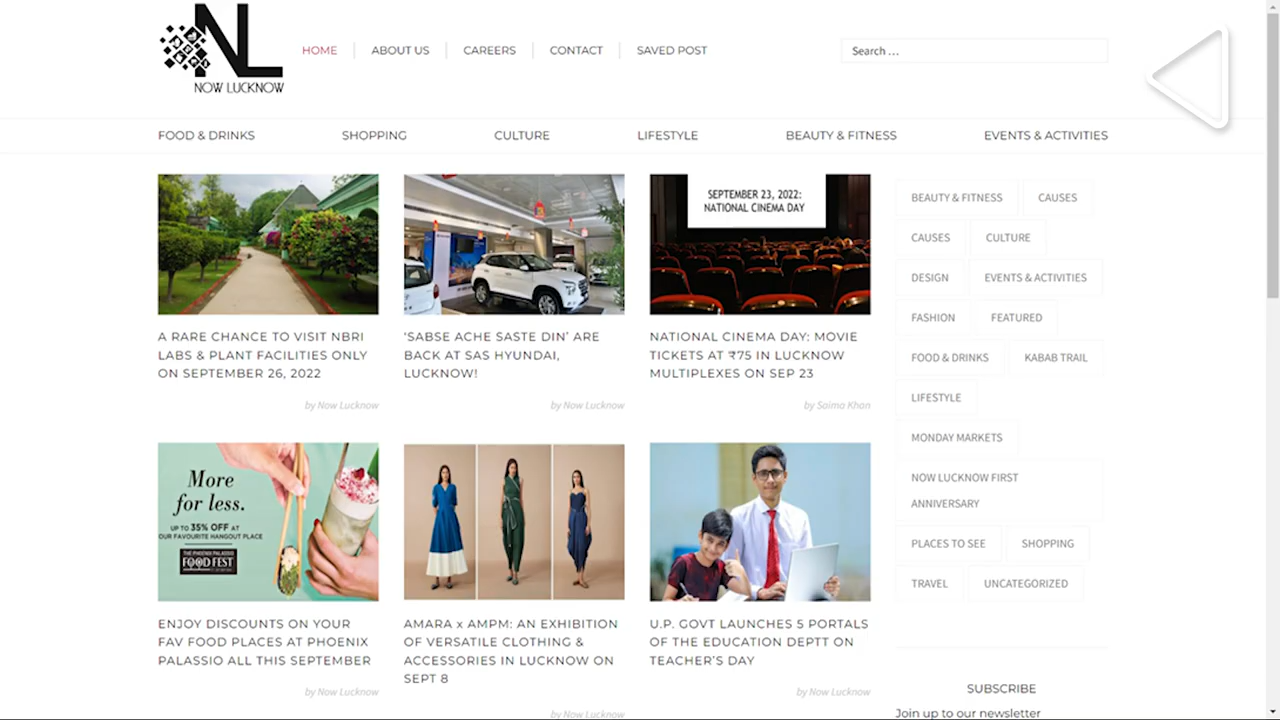 NL
NOW LUCKNOW
HOME
ABOUT US
CAREERS
CONTACT
SAVED POST
Search ...
FOOD & DRINKS
SHOPPING
CULTURE
LIFESTYLE
BEAUTY & FITNESS
EVENTS & ACTIVITIES
SEPTEMBER 23, 2022:
NATIONAL CINEMA DAY
A RARE CHANCE TO VISIT NBRI
LABS & PLANT FACILITIES ONLY
ON SEPTEMBER 26, 2022
by Now Lucknow
'SABSE ACHE SASTE DIN' ARE
BACK AT SAS HYUNDAI,
LUCKNOW!
by Now Lucknow
NATIONAL CINEMA DAY: MOVIE
TICKETS AT ₹75 IN LUCKNOW
MULTIPLEXES ON SEP 23
by Saima Khan
More
for less.
UP TO 35% OFF AT
OUR FAVOURITE HANGOUT PLACE
THE PHOENIX PALASSIO
FOOD FEST
ENJOY DISCOUNTS ON YOUR
FAV FOOD PLACES AT PHOENIX
PALASSIO ALL THIS SEPTEMBER
by Now Lucknow
AMARA x AMPM: AN EXHIBITION
OF VERSATILE CLOTHING &
ACCESSORIES IN LUCKNOW ON
SEPT 8
by Now Lucknow
U.P. GOVT LAUNCHES 5 PORTALS
OF THE EDUCATION DEPTT ON
TEACHER'S DAY
by Now Lucknow
BEAUTY & FITNESS
CAUSES
CAUSES
CULTURE
DESIGN
EVENTS & ACTIVITIES
FASHION
FEATURED
FOOD & DRINKS
KABAB TRAIL
LIFESTYLE
MONDAY MARKETS
NOW LUCKNOW FIRST
ANNIVERSARY
PLACES TO SEE
SHOPPING
TRAVEL
UNCATEGORIZED
SUBSCRIBE
Join up to our newsletter